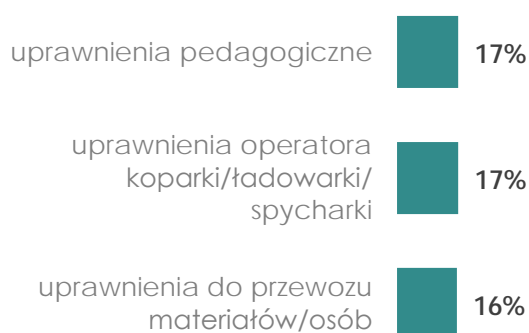 uprawnienia pedagogiczne 17%
uprawnienia operatora
koparki/ładowarki/ 17%
spycharki
uprawnienia do przewozu
materiałów/osób 16%